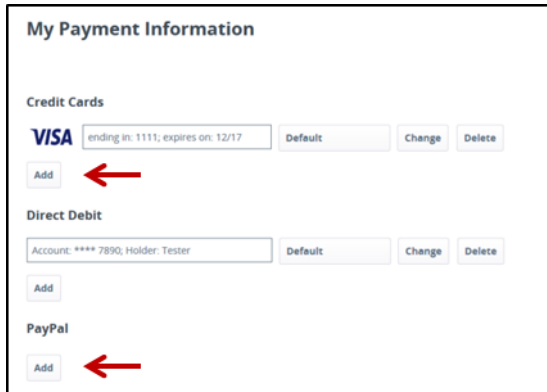 My Payment Information
Credit Cards
VISA ending in: 1111; expires on: 12/17 Default Change Delete
Add
Direct Debit
Account: **** 7890; Holder: Tester Default Change Delete
Add
PayPal
Add